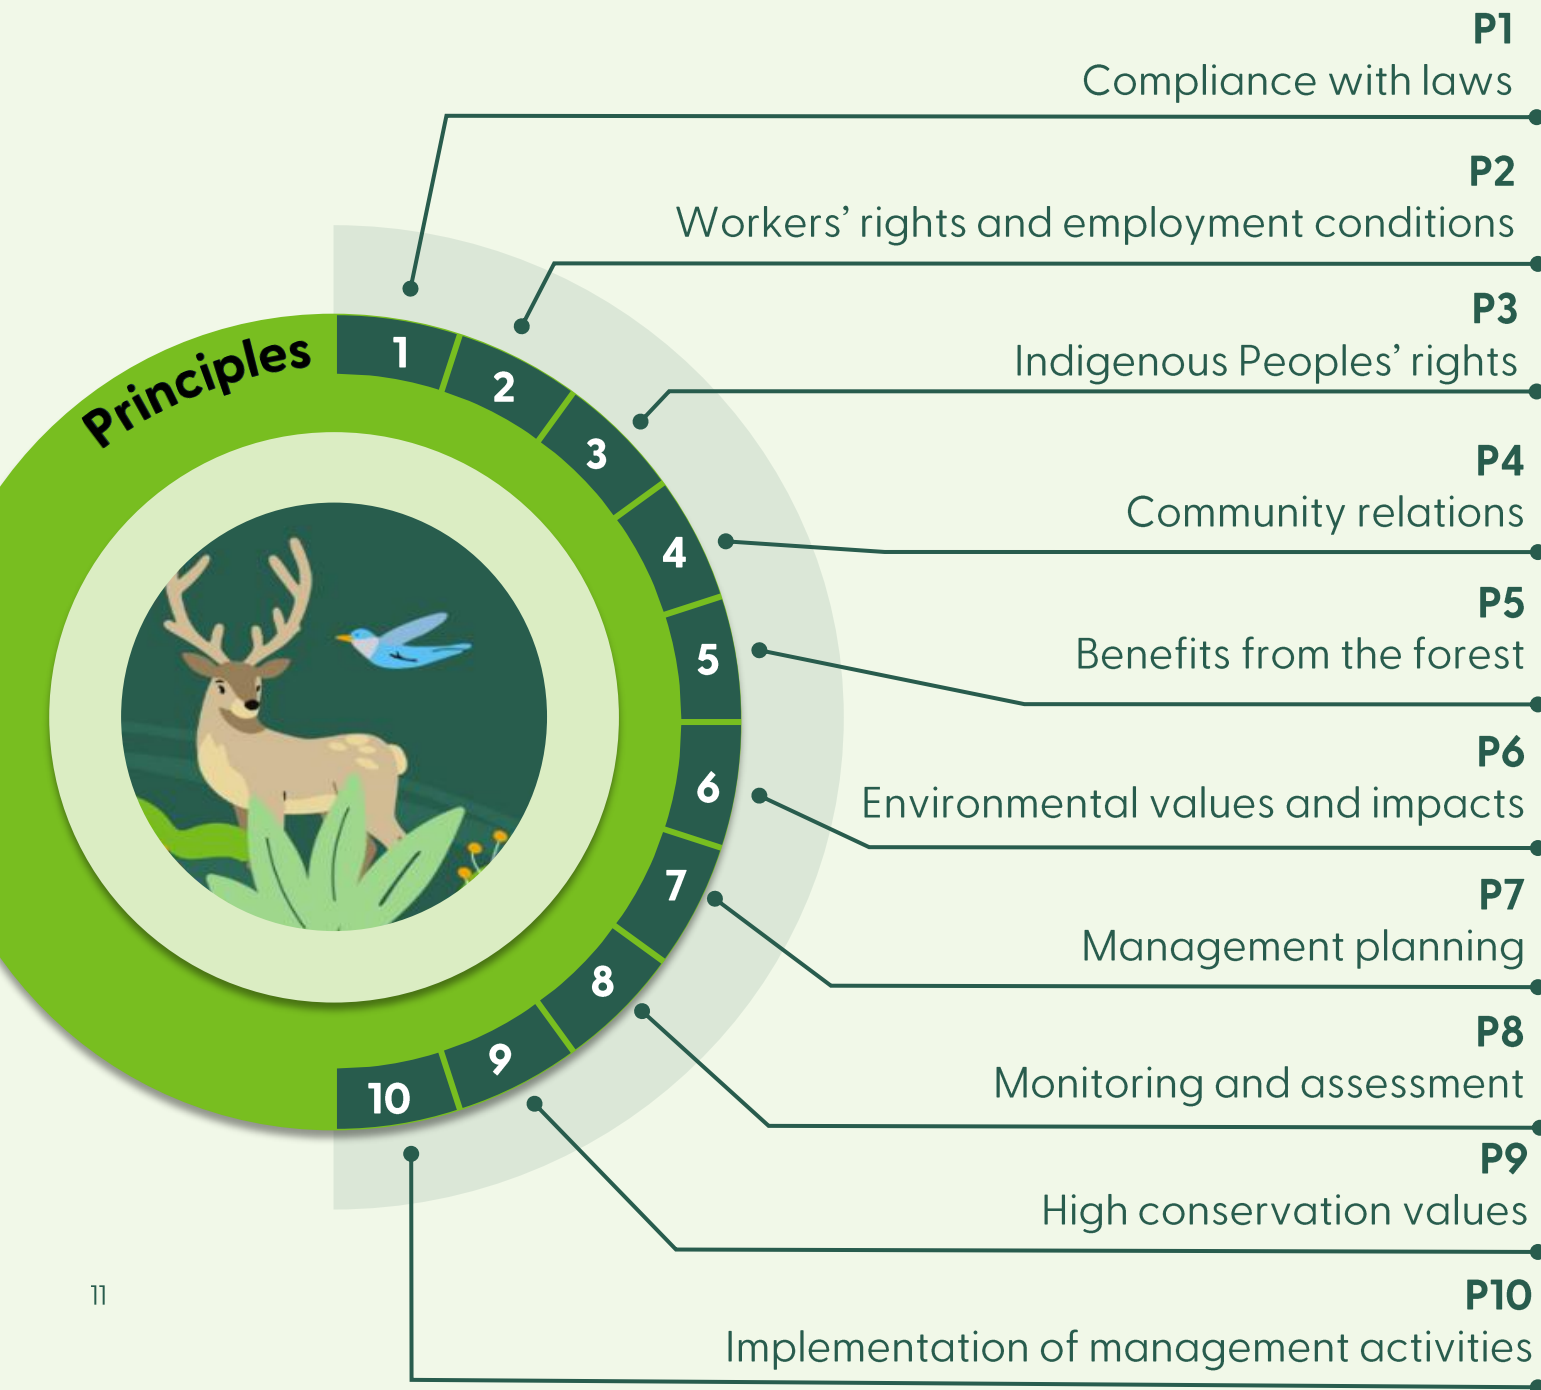 P1
Compliance with laws
P2
Workers’ rights and employment conditions
P3
Indigenous Peoples’ rights
P4
Community relations
P5
Benefits from the forest
P6
Environmental values and impacts
P7
Management planning
P8
Monitoring and assessment
P9
High conservation values
P10
Implementation of management activities
Principles
1
2
3
4
5
6
7
8
9
10
11